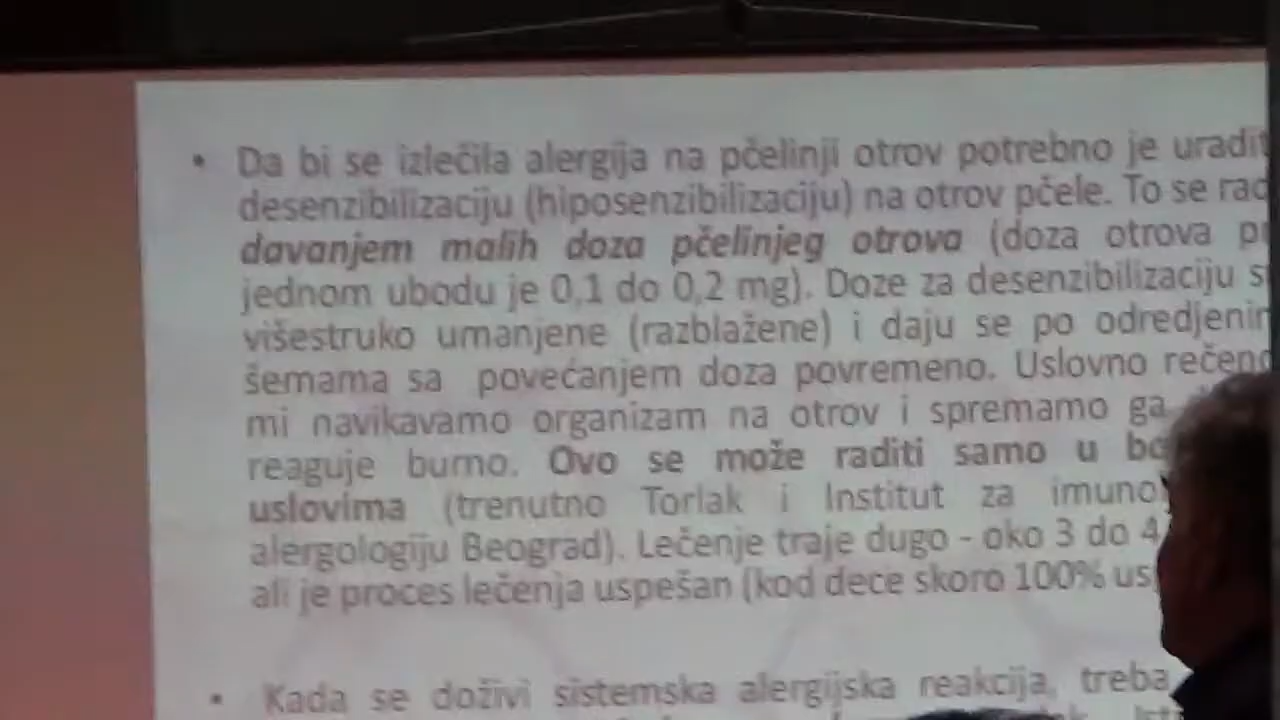 • Da bi se izlečila alergija na pčelinji otrov potrebno je uradit
desenzibilizaciju (hiposenzibilizaciju) na otrov pčele. To se rad
davanjem malih doza pčelinjeg otrova (doza otrova pr
jednom ubodu je 0,1 do 0,2 mg). Doze za desenzibilizaciju s
višestruko umanjene (razblažene) i daju se po odredjenim
šemama sa povećanjem doza povremeno. Uslovno rečeno
mi navikavamo organizam na otrov i spremamo ga
reaguje burno. Ovo se može raditi samo u bo
uslovima (trenutno Torlak i Institut za imuno
alergologiju Beograd). Lečenje traje dugo - oko 3 do 4
ali je proces lečenja uspešan (kod dece skoro 100% us
• Kada se doživi sistemska alergijska reakcija, treba